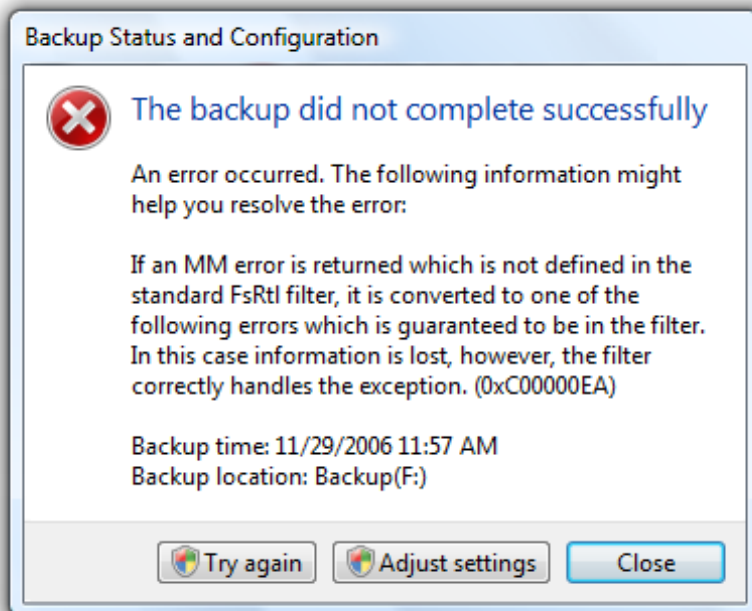 Backup Status and Configuration
The backup did not complete successfully
An error occurred. The following information might
help you resolve the error:
If an MM error is returned which is not defined in the
standard FsRtl filter, it is converted to one of the
following errors which is guaranteed to be in the filter.
In this case information is lost, however, the filter
correctly handles the exception. (0xC00000EA)
Backup time: 11/29/2006 11:57 AM
Backup location: Backup(F:)
Try again
Adjust settings
Close